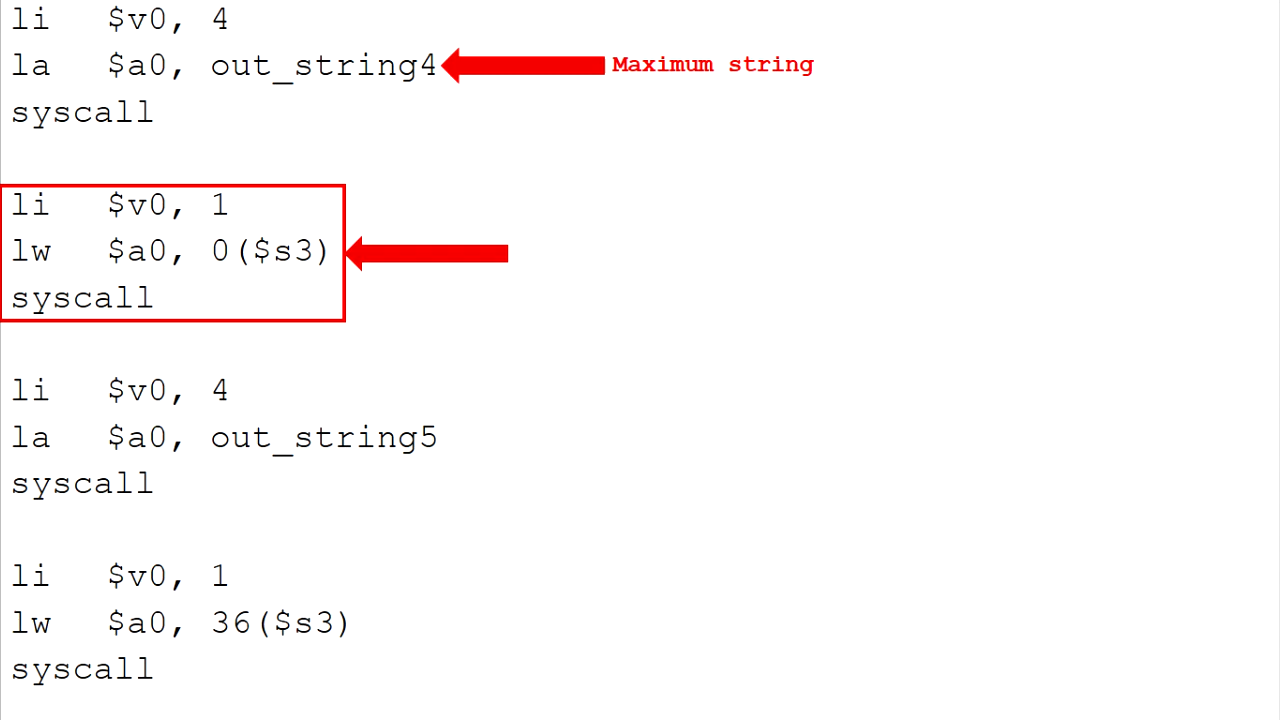 li $v0, 4
la $a0, out_string4 Maximum string
syscall
li $v0, 1
lw $a0, 0($s3)
syscall
li $v0, 4
la $a0, out_string5
syscall
li $v0, 1
lw $a0, 36($s3)
syscall